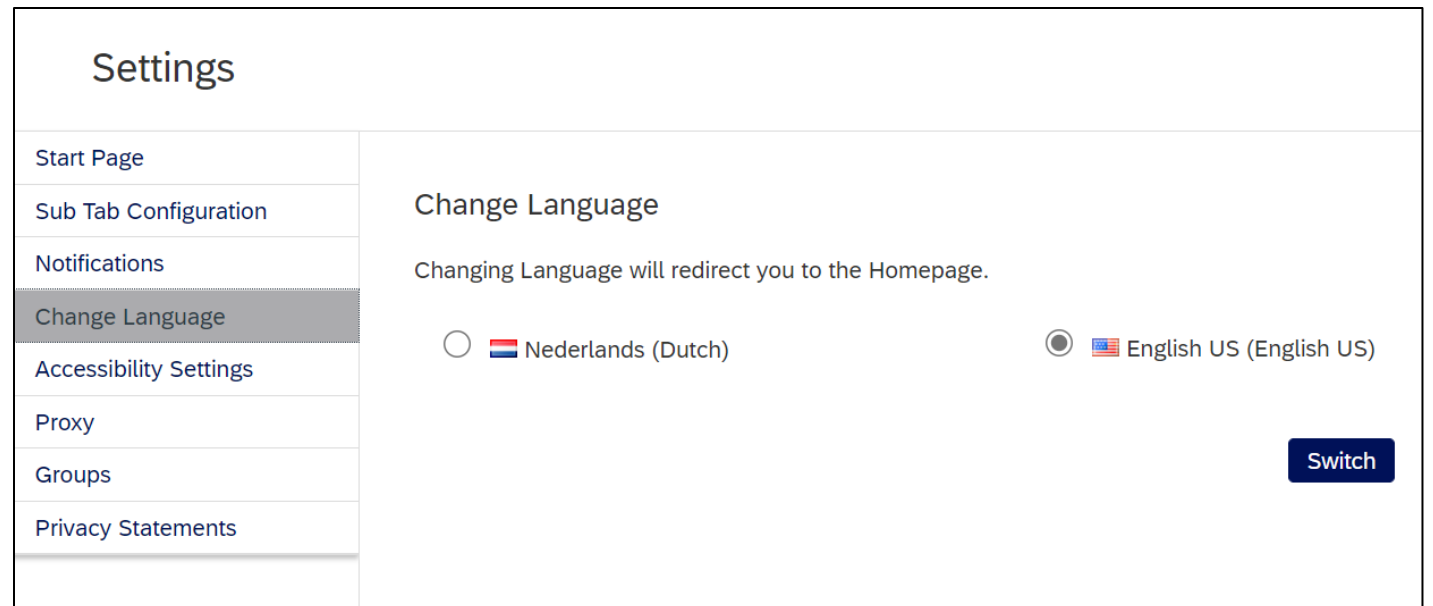 Settings
Start Page
Sub Tab Configuration
Notifications
Change Language
Accessibility Settings
Proxy
Groups
Privacy Statements
Change Language
Changing Language will redirect you to the Homepage.
Nederlands (Dutch)
English US (English US)
Switch